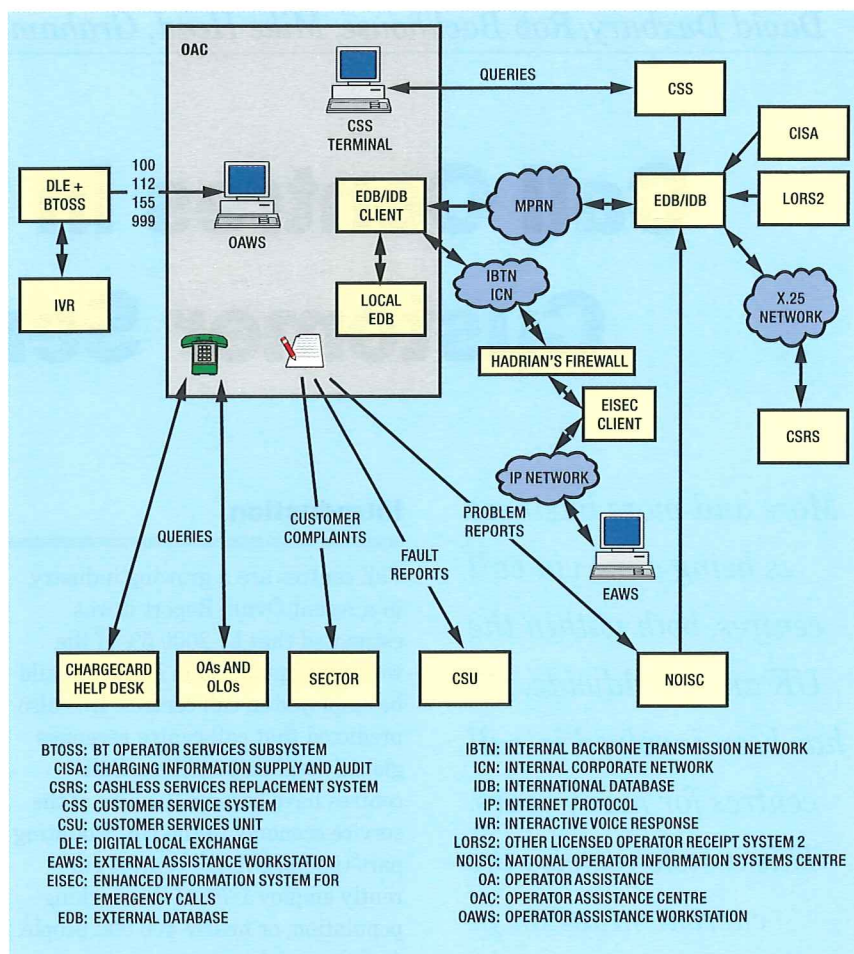 OAC
QUERIES
CSS
CSS
TERMINAL
CISA
100
112
155
999
DLE +
BTOSS
OAWS
EDB/IDB
CLIENT
MPRN
EDB/IDB
LORS2
IVR
LOCAL
EDB
IBTN
ICN
X.25
NETWORK
HADRIAN'S FIREWALL
EISEC
CLIENT
CSRS
IP NETWORK
QUERIES
CUSTOMER
COMPLAINTS
FAULT
REPORTS
PROBLEM
REPORTS
EAWS
CHARGECARD
HELP DESK
OAs AND
OLOs
SECTOR
CSU
NOISC
BTOSS: BT OPERATOR SERVICES SUBSYSTEM
CISA: CHARGING INFORMATION SUPPLY AND AUDIT
CSRS: CASHLESS SERVICES REPLACEMENT SYSTEM
CSS: CUSTOMER SERVICE SYSTEM
CSU: CUSTOMER SERVICES UNIT
DLE: DIGITAL LOCAL EXCHANGE
EAWS: EXTERNAL ASSISTANCE WORKSTATION
EISEC: ENHANCED INFORMATION SYSTEM FOR
EMERGENCY CALLS
EDB: EXTERNAL DATABASE
IBTN: INTERNAL BACKBONE TRANSMISSION NETWORK
ICN: INTERNAL CORPORATE NETWORK
IDB: INTERNATIONAL DATABASE
IP: INTERNET PROTOCOL
IVR: INTERACTIVE VOICE RESPONSE
LORS2: OTHER LICENSED OPERATOR RECEIPT SYSTEM 2
NOISC: NATIONAL OPERATOR INFORMATION SYSTEMS CENTRE
OA: OPERATOR ASSISTANCE
OAC: OPERATOR ASSISTANCE CENTRE
OAWS: OPERATOR ASSISTANCE WORKSTATION